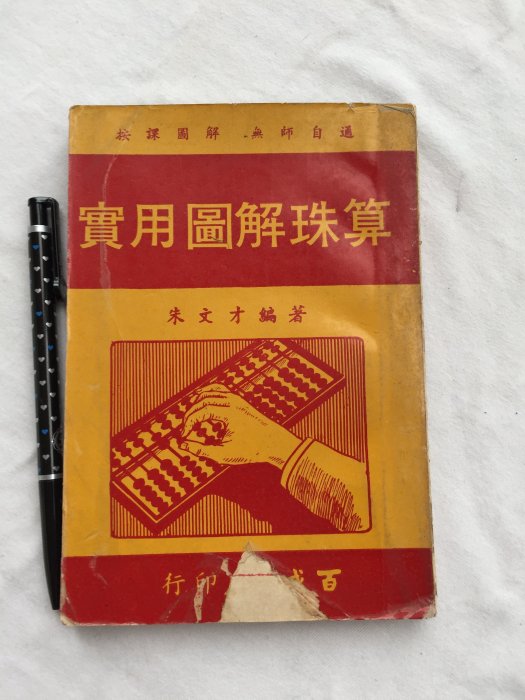 按課圖解 無師自通
實用圖解珠算
朱文才編著
百成 印行